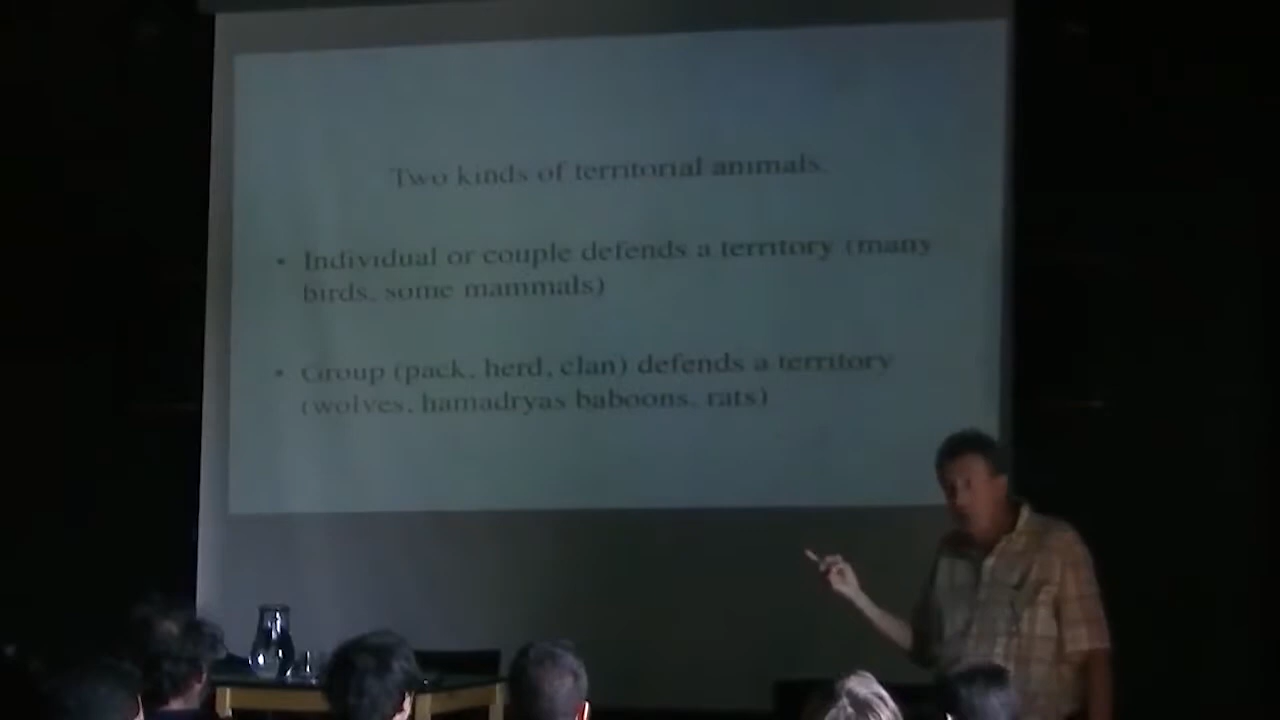 Two kinds of territorial animals.
• Individual or couple defends a territory (many
birds, some mammals)
• Group (pack, herd, clan) defends a territory
(wolves, hamadryas baboons, rats)